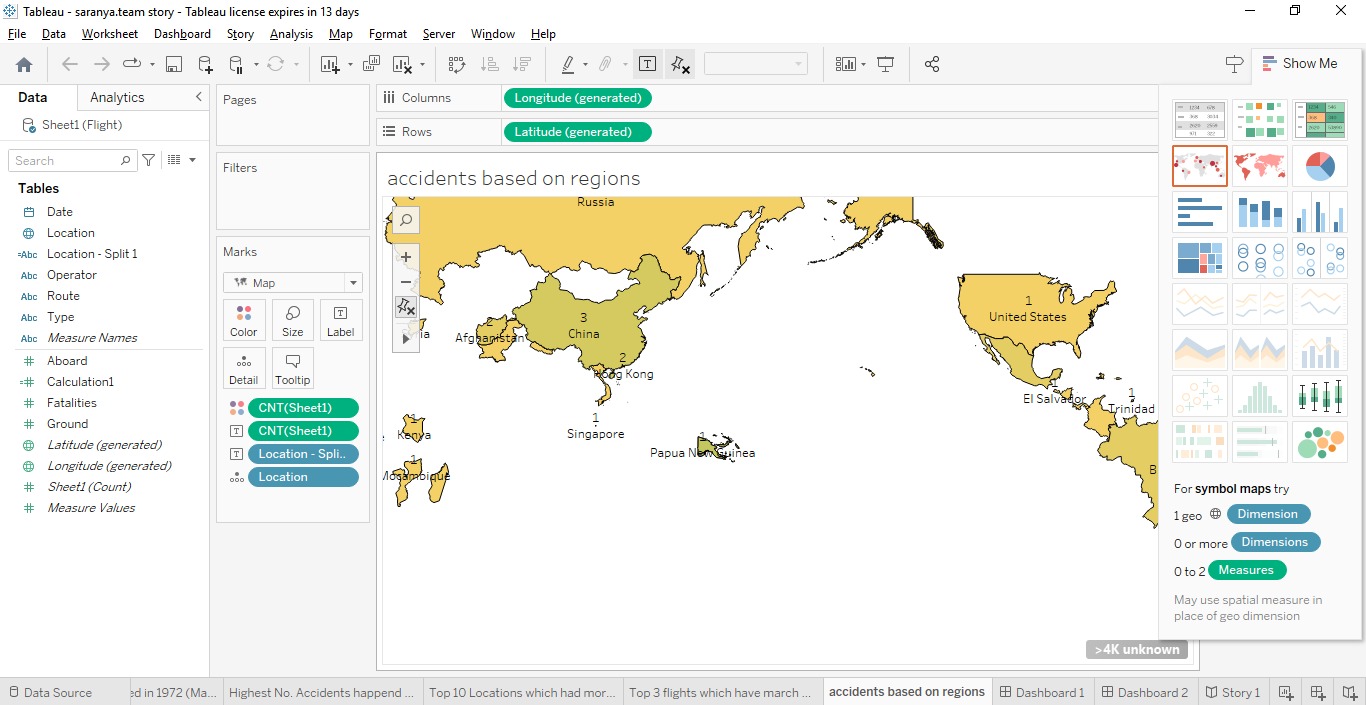 Tableau - saranya.team story - Tableau license expires in 13 days
File Data Worksheet Dashboard Story Analysis Map Format Server Window Help
Show Me
Data Analytics
Sheet1 (Flight)
Search
Tables
Date
Location
=Abc Location - Split 1
Abc Operator
Abc Route
Abc Type
Abc Measure Names
Aboard
Calculation1
Fatalities
Ground
Latitude (generated)
Longitude (generated)
Sheet1 (Count)
Measure Values
Pages
Filters
Marks
Map
Color Size Label
Detail Tooltip
CNT(Sheet1)
CNT(Sheet1)
Location - Spli..
Location
Columns Longitude (generated)
Rows Latitude (generated)
accidents based on regions
Russia
1
United States
3
China
ia
Afghanistan
2
Hong Kong
El Salvador
1
Trinidad
1
Kenya
1
Singapore
1
Papua New Guinea
1
Mozambique
B
>4K unknown
For symbol maps try
1 geo Dimension
0 or more Dimensions
0 to 2 Measures
May use spatial measure in
place of geo dimension
Data Source ed in 1972 (Ma... Highest No. Accidents happend ... Top 10 Locations which had mor... Top 3 flights which have march ... accidents based on regions Dashboard 1 Dashboard 2 Story 1